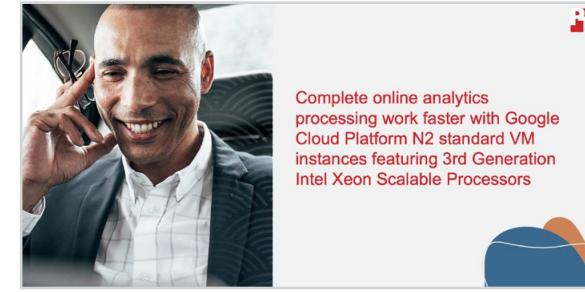 Complete online analytics
processing work faster with Google
Cloud Platform N2 standard VM
instances featuring 3rd Generation
Intel Xeon Scalable Processors